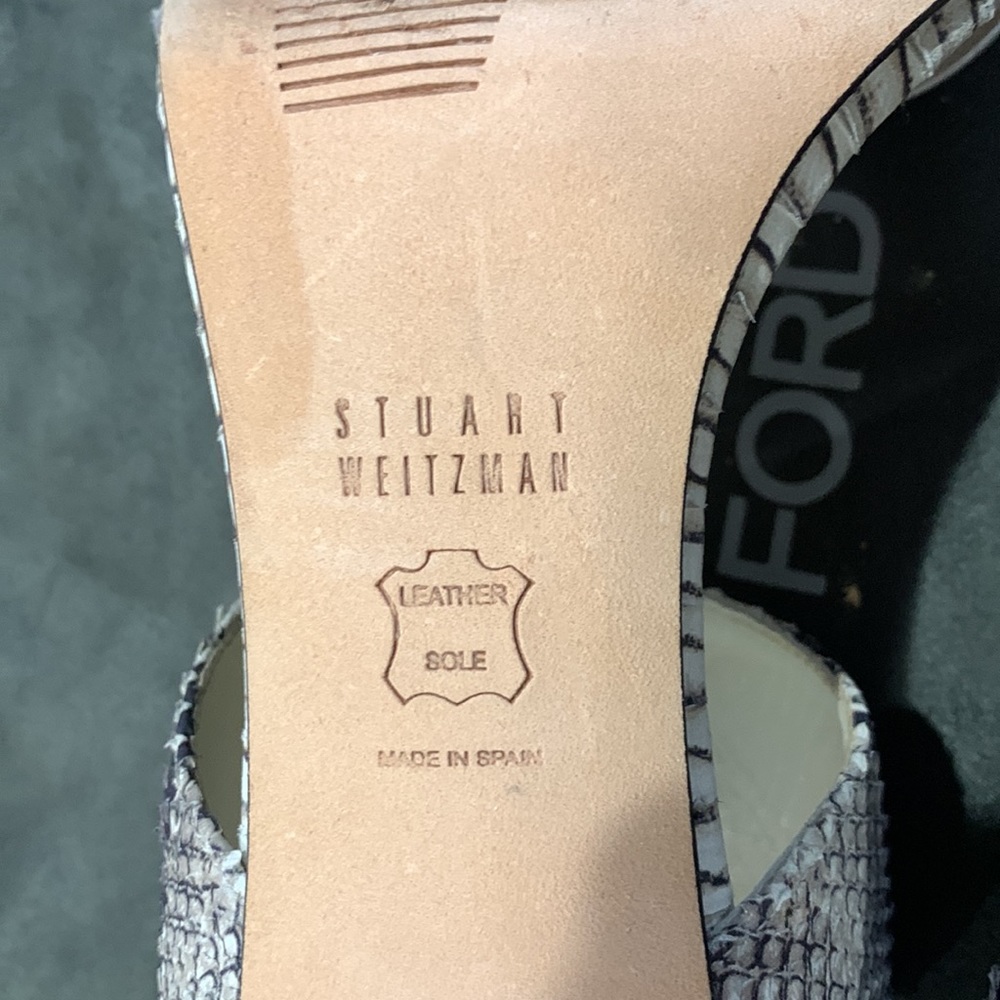 STUART
WEITZMAN
LEATHER
SOLE
MADE IN SPAIN
FORD